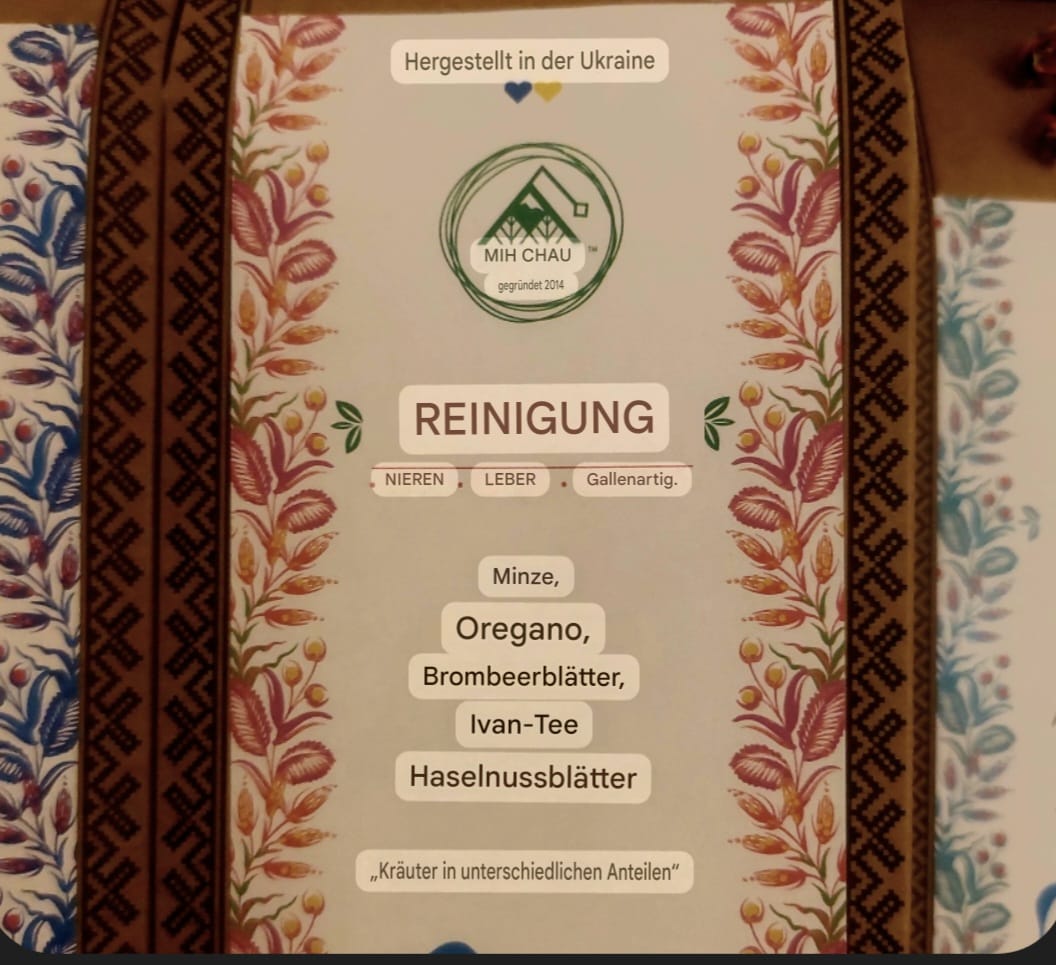 Hergestellt in der Ukraine
MIH CHAU ™
gegründet 2014
REINIGUNG
NIEREN . LEBER . Gallenartig.
Minze,
Oregano,
Brombeerblätter,
Ivan-Tee
Haselnussblätter
„Kräuter in unterschiedlichen Anteilen“